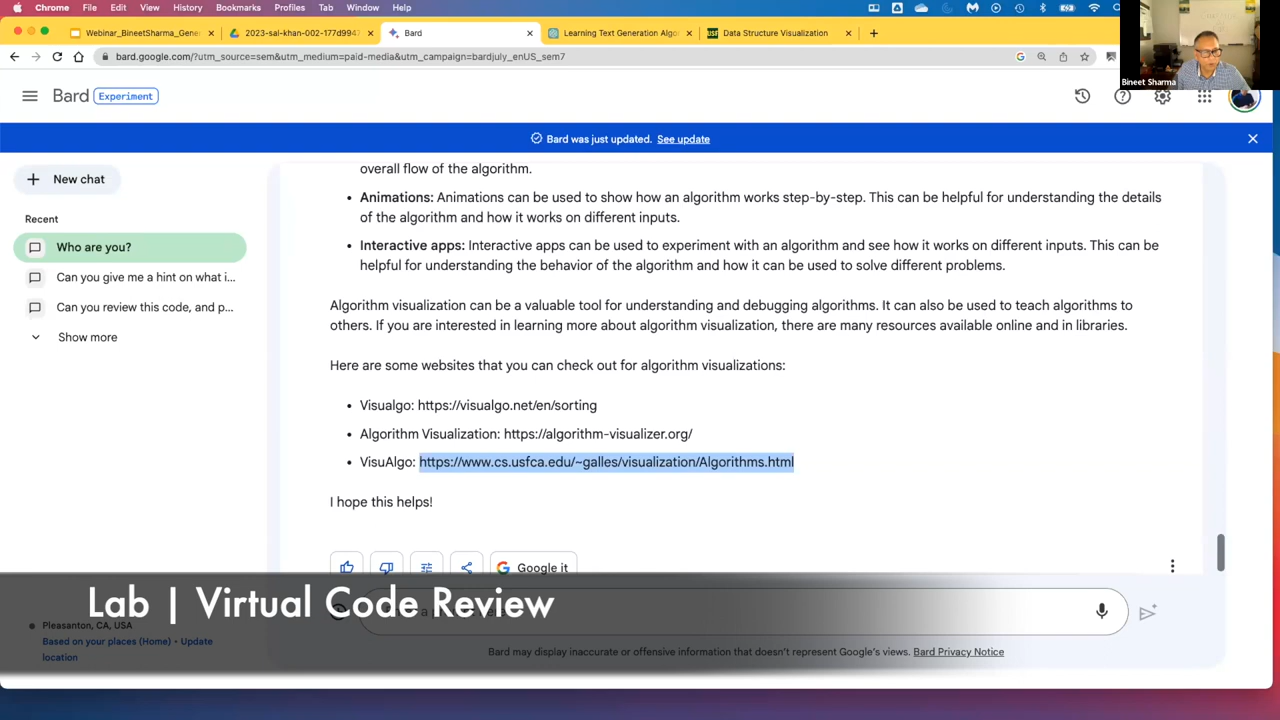 Chrome File Edit View History Bookmarks Profiles Tab Window Help
Webinar_BineetSharma_Gene
2023-sai-khan-002-177d9947
Bard
Learning Text Generation Algo
Data Structure Visualization
bard.google.com/?utm_source=sem&utm_medium=paid-media&utm_campaign=bardjuly_enUS_sem7
Bineet Sharma
Bard Experiment
Bard was just updated. See update
New chat
Recent
Who are you?
Can you give me a hint on what i...
Can you review this code, and p...
Show more
overall flow of the algorithm.
• Animations: Animations can be used to show how an algorithm works step-by-step. This can be helpful for understanding the details
of the algorithm and how it works on different inputs.
• Interactive apps: Interactive apps can be used to experiment with an algorithm and see how it works on different inputs. This can be
helpful for understanding the behavior of the algorithm and how it can be used to solve different problems.
Algorithm visualization can be a valuable tool for understanding and debugging algorithms. It can also be used to teach algorithms to
others. If you are interested in learning more about algorithm visualization, there are many resources available online and in libraries.
Here are some websites that you can check out for algorithm visualizations:
• Visualgo: https://visualgo.net/en/sorting
• Algorithm Visualization: https://algorithm-visualizer.org/
• VisuAlgo: https://www.cs.usfca.edu/~galles/visualization/Algorithms.html
I hope this helps!
Google it
Lab | Virtual Code Review
Pleasanton, CA, USA
Based on your places (Home) • Update
location
Bard may display inaccurate or offensive information that doesn't represent Google's views. Bard Privacy Notice